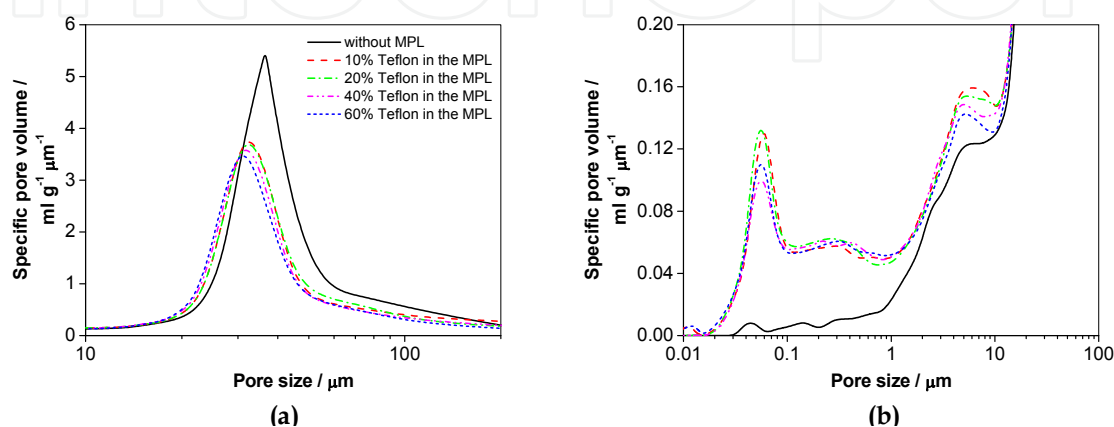 Specific pore volume /
ml g⁻¹ µm⁻¹
6
5
4
3
2
1
0
without MPL
10% Teflon in the MPL
20% Teflon in the MPL
40% Teflon in the MPL
60% Teflon in the MPL
10 100
Pore size / µm
(a)
Specific pore volume /
ml g⁻¹ µm⁻¹
0.20
0.16
0.12
0.08
0.04
0.00
0.01 0.1 1 10 100
Pore size / µm
(b)